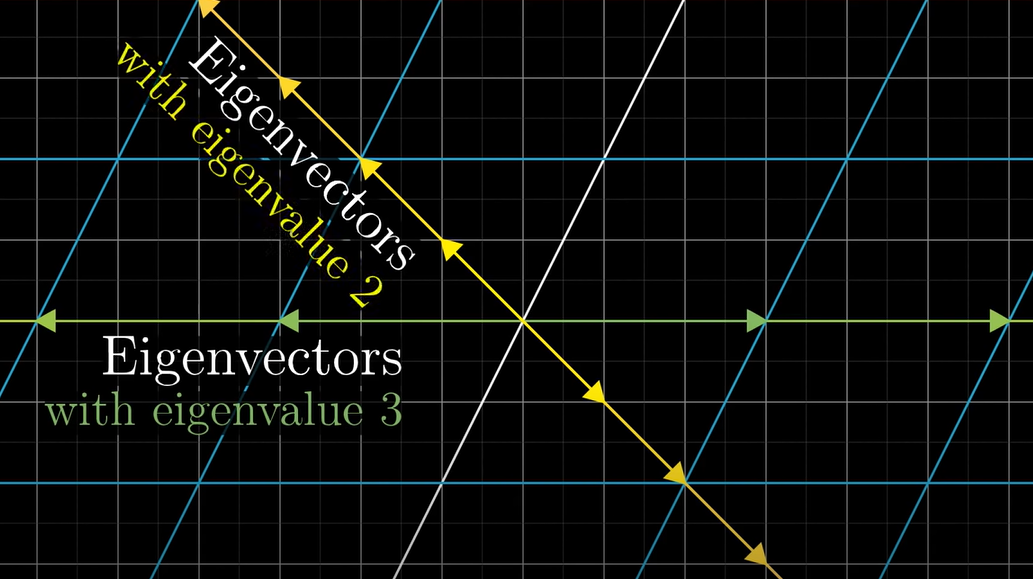 Eigenvectors
with eigenvalue 2
Eigenvectors
with eigenvalue 3